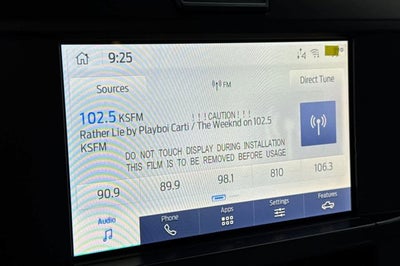 9:25
Sources
FM
Direct Tune
102.5 KSFM
!!!CAUTION!!!
Rather Lie by Playboi Carti / The Weeknd on 102.5
KSFM
DO NOT TOUCH DISPLAY DURING INSTALLATION
THIS FILM IS TO BE REMOVED BEFORE USAGE
90.9
89.9
98.1
810
106.3
Audio
Phone
Apps
Settings
Features